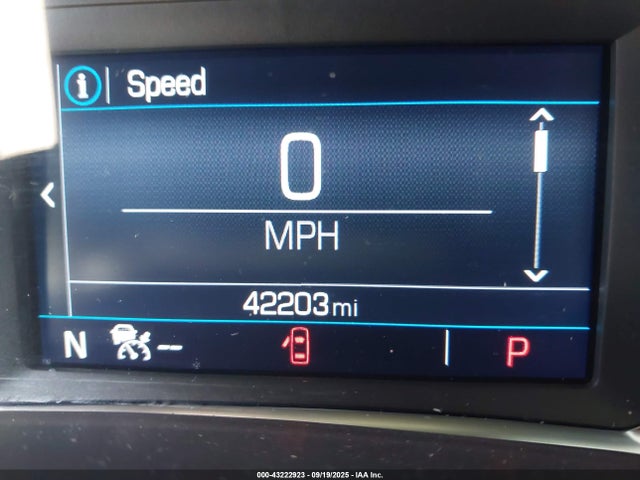 i Speed
0
MPH
42203 mi
N -- P
000-43222923 - 09/19/2025 - IAA Inc.